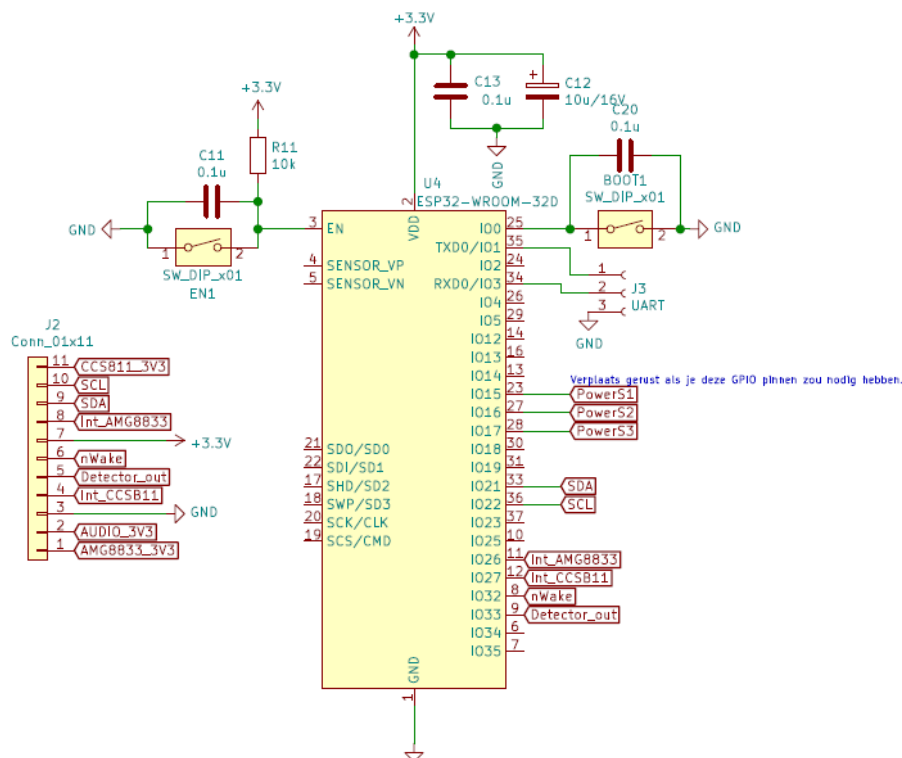 +3.3V
C13
0.1u
C12
10u/16V
+3.3V
R11
10k
C11
0.1u
GND
1
2
SW_DIP_x01
EN1
GND
C20
0.1u
BOOT1
SW_DIP_x01
1
2
GND
U4
ESP32-WROOM-32D
2
VDD
3
EN
4
SENSOR_VP
5
SENSOR_VN
21
SDO/SD0
22
SDI/SD1
17
SHD/SD2
18
SWP/SD3
20
SCK/CLK
19
SCS/CMD
IO0
25
TXD0/IO1
35
IO2
24
RXD0/IO3
34
IO4
26
IO5
29
IO12
14
IO13
16
IO14
13
IO15
23
PowerS1
IO16
27
PowerS2
IO17
28
PowerS3
IO18
30
IO19
31
IO21
33
SDA
IO22
36
SCL
IO23
37
IO25
10
IO26
11
Int_AMG8833
IO27
12
Int_CCSB11
IO32
8
nWake
IO33
9
Detector_out
IO34
6
IO35
7
GND
1
1
2
3
J3
UART
GND
Verplaats gerust als je deze GPIO pinnen zou nodig hebben.
J2
Conn_01x11
11
CCS811_3V3
10
SCL
9
SDA
8
Int_AMG8833
7
+3.3V
6
nWake
5
Detector_out
4
Int_CCSB11
3
GND
2
AUDIO_3V3
1
AMG8833_3V3